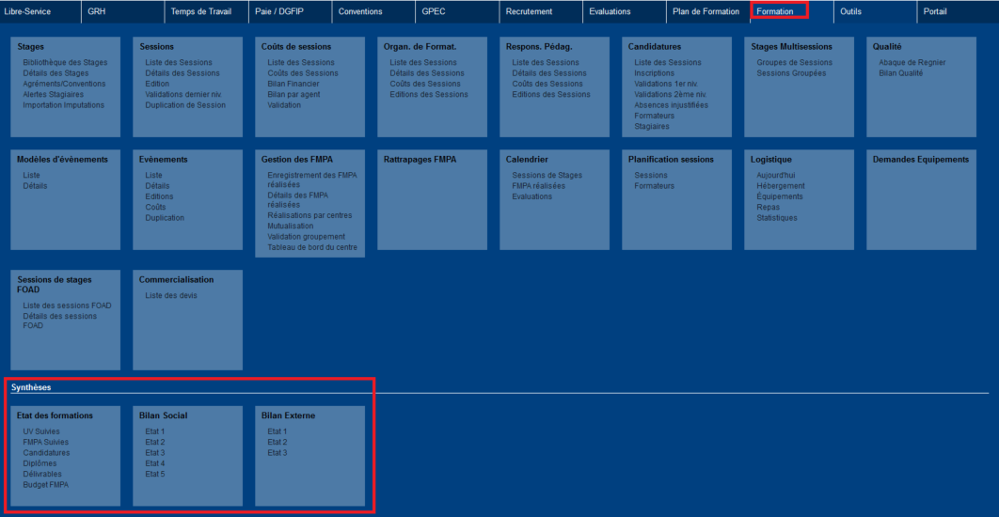 Libre-Service GRH Temps de Travail Paie / DGFIP Conventions GPEC Recrutement Evaluations Plan de Formation Formation Outils Portail
Stages
Bibliothèque des Stages
Détails des Stages
Agréments/Conventions
Alertes Stagiaires
Importation Imputations
Sessions
Liste des Sessions
Détails des Sessions
Edition
Validations dernier niv.
Duplication de Session
Coûts de sessions
Liste des Sessions
Coûts des Sessions
Bilan Financier
Bilan par agent
Validation
Organ. de Format.
Liste des Sessions
Détails des Sessions
Coûts des Sessions
Editions des Sessions
Respons. Pédag.
Liste des Sessions
Détails des Sessions
Coûts des Sessions
Editions des Sessions
Candidatures
Liste des Sessions
Inscriptions
Validations 1er niv.
Validations 2ème niv.
Absences injustifiées
Formateurs
Stagiaires
Stages Multisessions
Groupes de Sessions
Sessions Groupées
Qualité
Abaque de Regnier
Bilan Qualité
Modèles d'évènements
Liste
Détails
Evènements
Liste
Détails
Editions
Coûts
Duplication
Gestion des FMPA
Enregistrement des FMPA
réalisées
Détails des FMPA
réalisées
Réalisations par centres
Mutualisation
Validation groupement
Tableau de bord du centre
Rattrapages FMPA
Calendrier
Sessions de Stages
FMPA réalisées
Evaluations
Planification sessions
Sessions
Formateurs
Logistique
Aujourd'hui
Hébergement
Équipements
Repas
Statistiques
Demandes Equipements
Sessions de stages
FOAD
Liste des sessions FOAD
Détails des sessions
FOAD
Commercialisation
Liste des devis
Synthèses
Etat des formations
UV Suivies
FMPA Suivies
Candidatures
Diplômes
Délivrables
Budget FMPA
Bilan Social
Etat 1
Etat 2
Etat 3
Etat 4
Etat 5
Bilan Externe
Etat 1
Etat 2
Etat 3